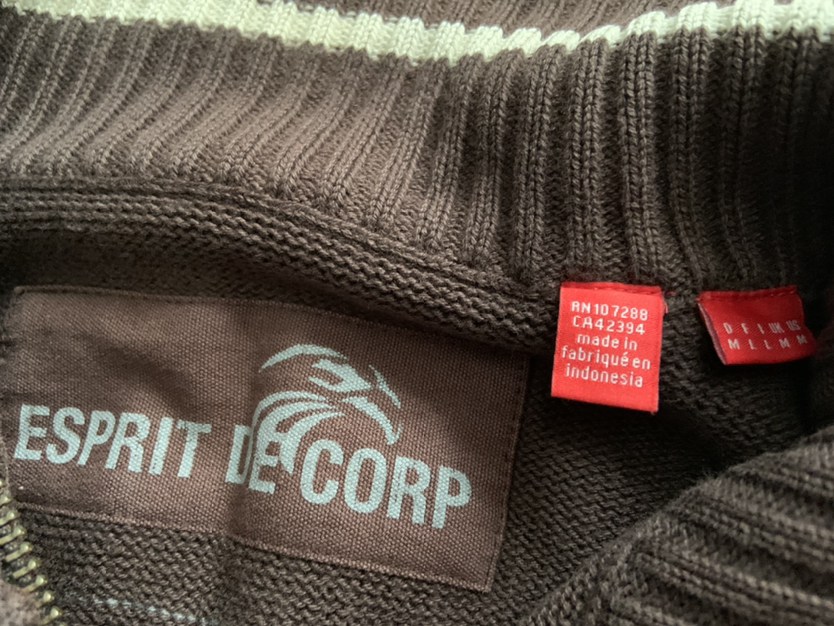 ESPRIT DE CORP
RN107288
CA42394
made in
fabriqué en
indonesia
D F I UK US
M L L M M